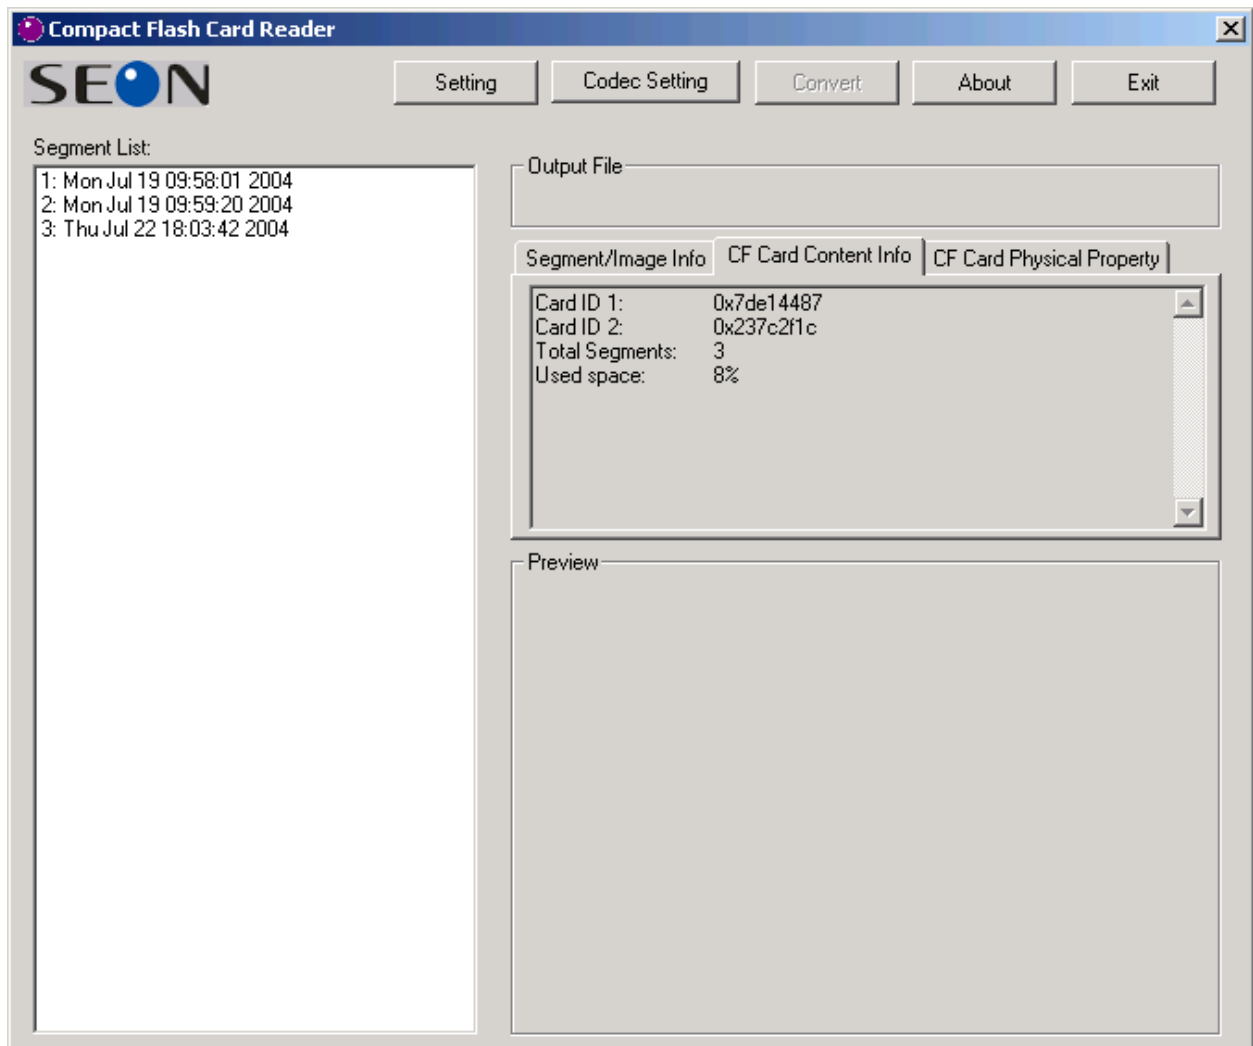 Compact Flash Card Reader
SEON
Setting Codec Setting Convert About Exit
Segment List:
1: Mon Jul 19 09:58:01 2004
2: Mon Jul 19 09:59:20 2004
3: Thu Jul 22 18:03:42 2004
Output File
Segment/Image Info CF Card Content Info CF Card Physical Property
Card ID 1: 0x7de14487
Card ID 2: 0x237c2f1c
Total Segments: 3
Used space: 8%
Preview